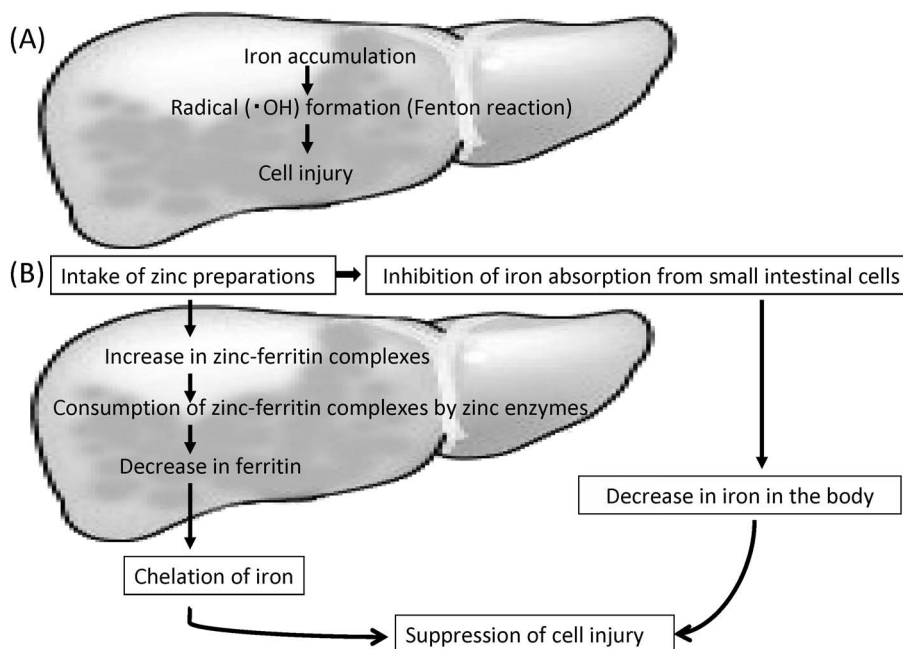 (A)
Iron accumulation
Radical (・OH) formation (Fenton reaction)
Cell injury
(B)
Intake of zinc preparations
Inhibition of iron absorption from small intestinal cells
Increase in zinc-ferritin complexes
Consumption of zinc-ferritin complexes by zinc enzymes
Decrease in ferritin
Decrease in iron in the body
Chelation of iron
Suppression of cell injury